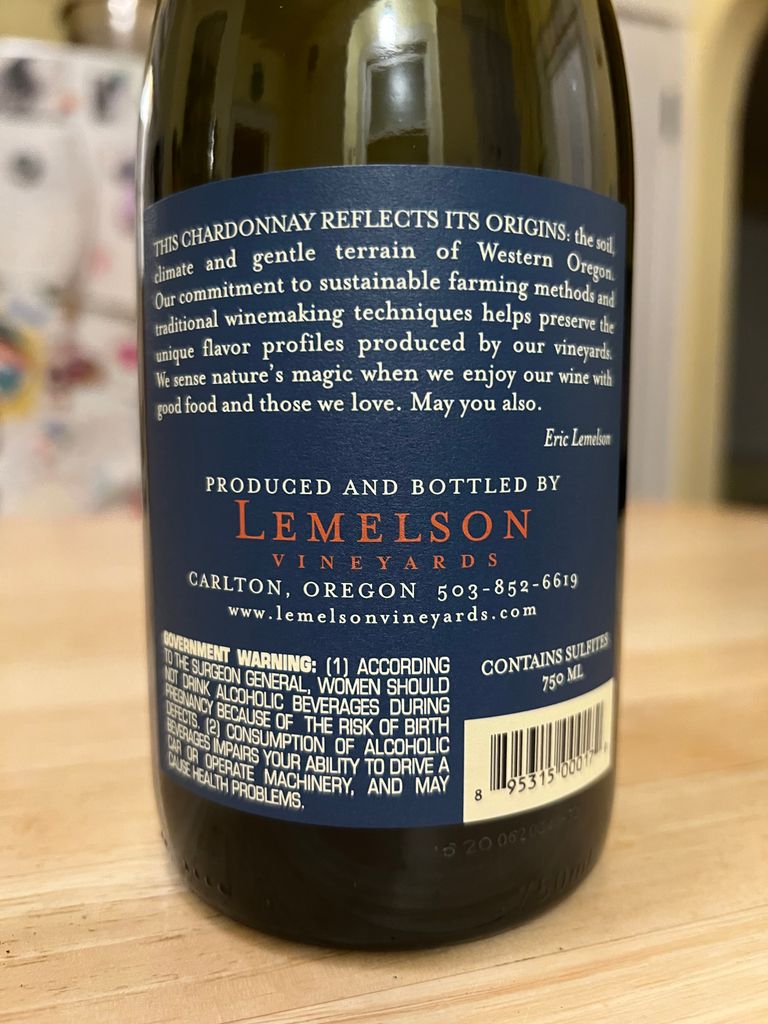 THIS CHARDONNAY REFLECTS ITS ORIGINS: the soil,
climate and gentle terrain of Western Oregon.
Our commitment to sustainable farming methods and
traditional winemaking techniques helps preserve the
unique flavor profiles produced by our vineyards.
We sense nature's magic when we enjoy our wine with
good food and those we love. May you also.
Eric Lemelson
PRODUCED AND BOTTLED BY
LEMELSON
VINEYARDS
CARLTON, OREGON 503-852-6619
www.lemelsonvineyards.com
GOVERNMENT WARNING: (1) ACCORDING
TO THE SURGEON GENERAL, WOMEN SHOULD
NOT DRINK ALCOHOLIC BEVERAGES DURING
PREGNANCY BECAUSE OF THE RISK OF BIRTH
DEFECTS. (2) CONSUMPTION OF ALCOHOLIC
BEVERAGES IMPAIRS YOUR ABILITY TO DRIVE A
CAR OR OPERATE MACHINERY, AND MAY
CAUSE HEALTH PROBLEMS.
CONTAINS SULFITES
750 ML
8 95315 00017